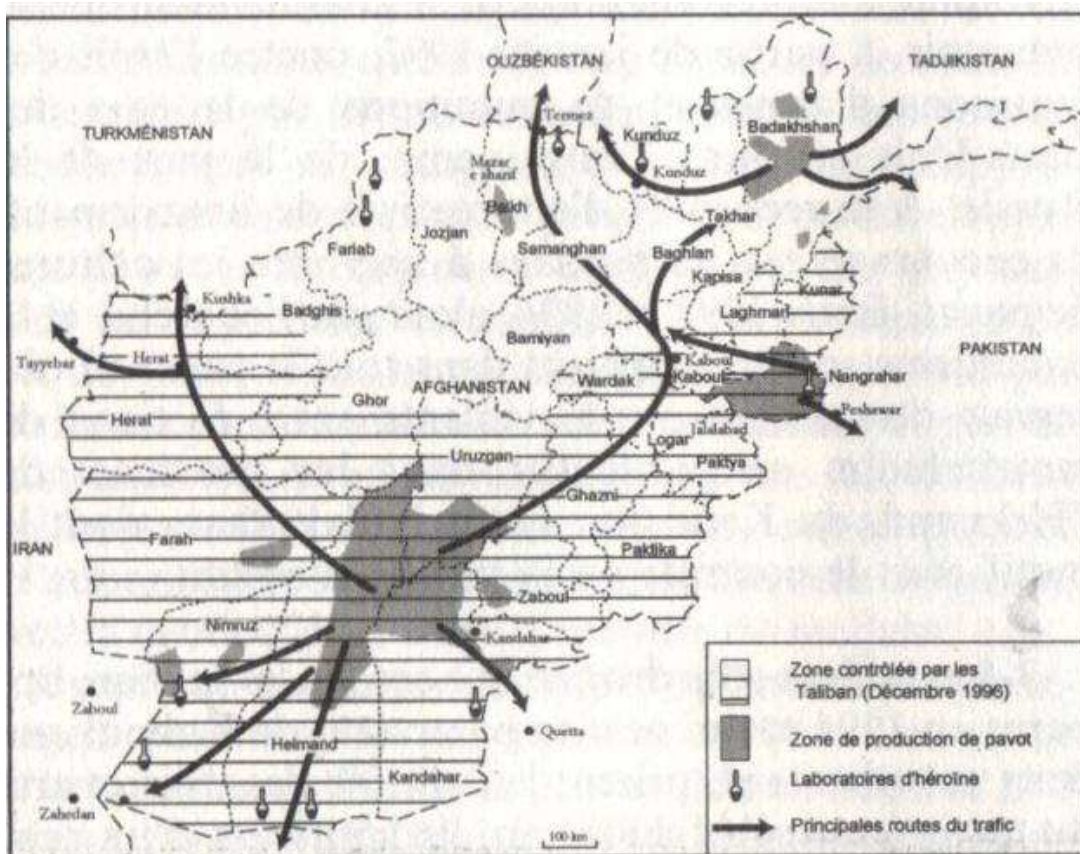 OUZBÉKISTAN
TADJIKISTAN
TURKMÉNISTAN
Termez
Kunduz
Badakhshan
Mazar
e sharif
Kunduz
Balkh
Takhar
Jozjan
Fariab
Samanghan
Baghlan
Kapisa
Kunar
Kushka
Badghis
Laghman
Bamiyan
PAKISTAN
Tayyebat
Herat
Kaboul
Wardak
Kaboul
Nangrahar
AFGHANISTAN
Ghor
Peshawar
Herat
Jalalabad
Logar
Uruzgan
Paktya
Ghazni
IRAN
Farah
Paktika
Zaboul
Nimruz
Kandahar
Zaboul
Quetta
Helmand
Kandahar
Zahedan
100 km
Zone contrôlée par les
Taliban (Décembre 1996)
Zone de production de pavot
Laboratoires d'héroïne
Principales routes du trafic